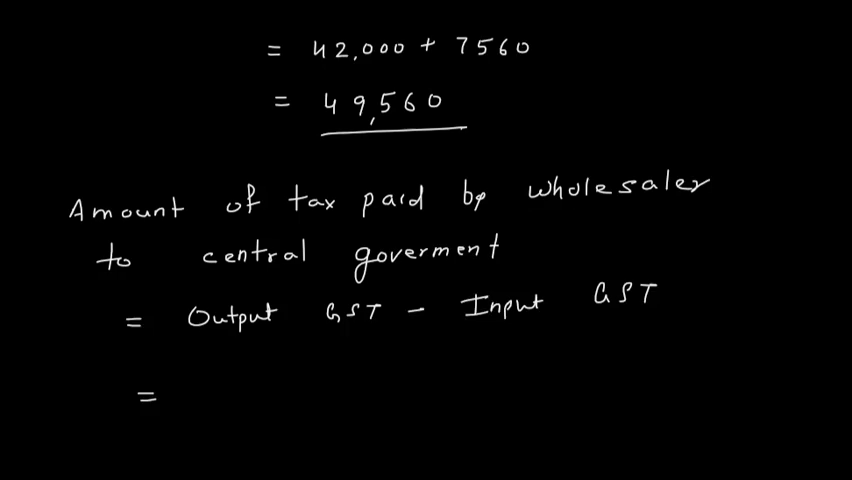 = 42,000 + 7560
= 49,560
Amount of tax paid by wholesaler
to central goverment
= Output GST - Input GST
=